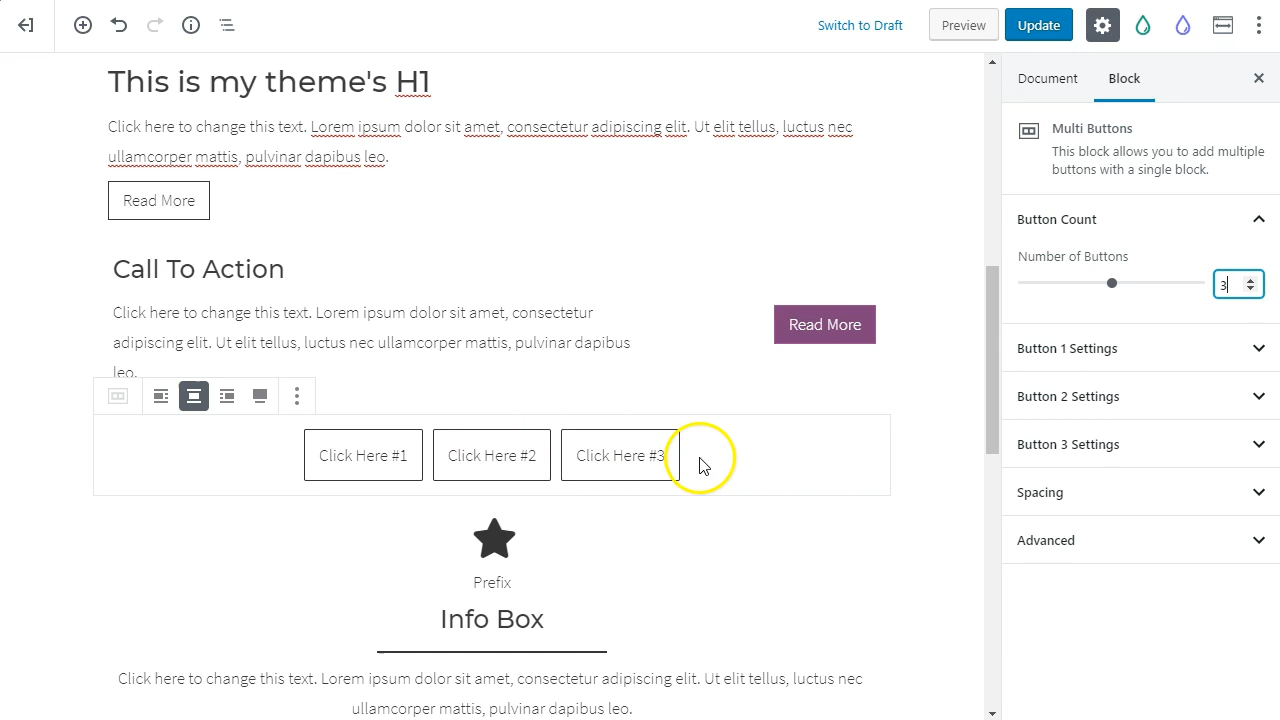 Switch to Draft
Preview
Update
This is my theme's H1
Click here to change this text. Lorem ipsum dolor sit amet, consectetur adipiscing elit. Ut elit tellus, luctus nec
ullamcorper mattis, pulvinar dapibus leo.
Read More
Call To Action
Click here to change this text. Lorem ipsum dolor sit amet, consectetur
adipiscing elit. Ut elit tellus, luctus nec ullamcorper mattis, pulvinar dapibus
leo.
Read More
Click Here #1
Click Here #2
Click Here #3
Prefix
Info Box
Click here to change this text. Lorem ipsum dolor sit amet, consectetur adipiscing elit. Ut elit tellus, luctus nec
ullamcorper mattis, pulvinar dapibus leo.
Document
Block
Multi Buttons
This block allows you to add multiple
buttons with a single block.
Button Count
Number of Buttons
3
Button 1 Settings
Button 2 Settings
Button 3 Settings
Spacing
Advanced